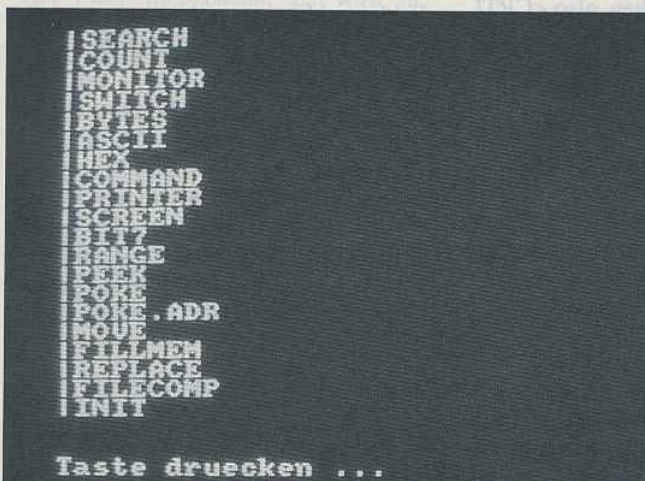 |SEARCH
|COUNT
|MONITOR
|SWITCH
|BYTES
|ASCII
|HEX
|COMMAND
|PRINTER
|SCREEN
|BIT7
|RANGE
|PEEK
|POKE
|POKE.ADR
|MOVE
|FILLMEM
|REPLACE
|FILECOMP
|INIT
Taste druecken ...